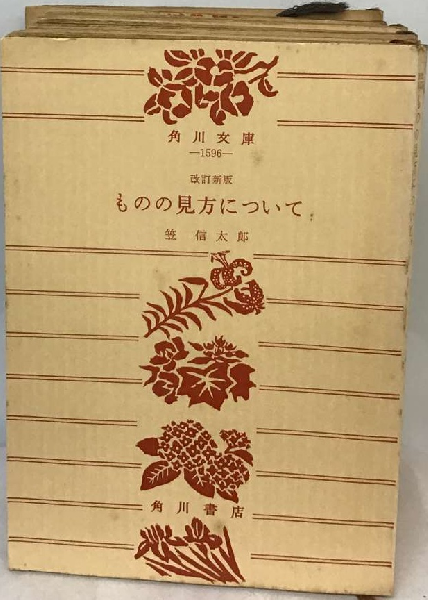 角川文庫
—1596—
改訂新版
ものの見方について
笠 信太郎
角川書店